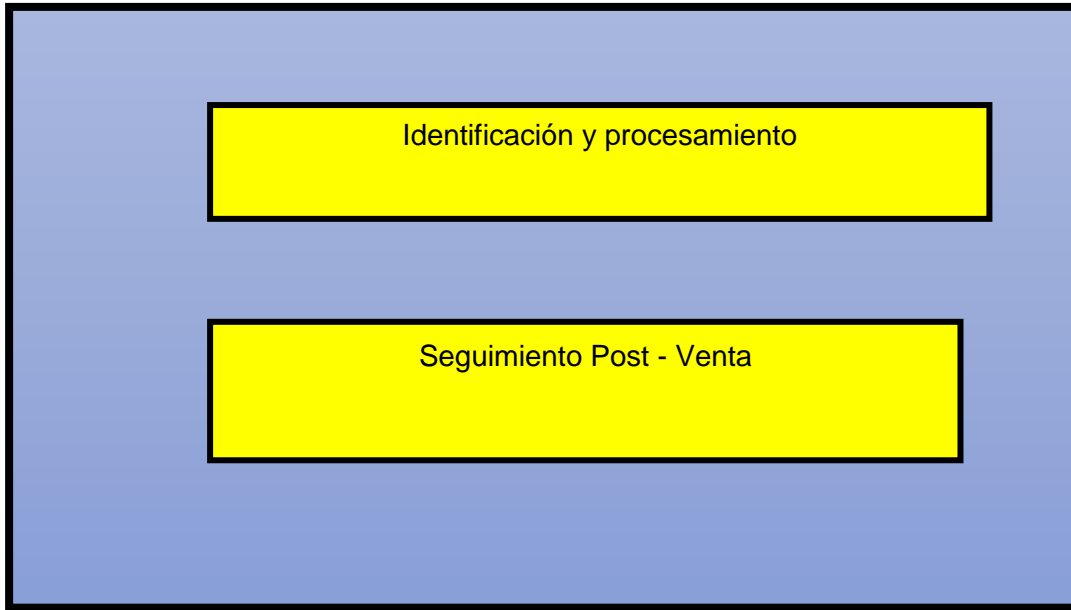 Identificación y procesamiento
Seguimiento Post - Venta